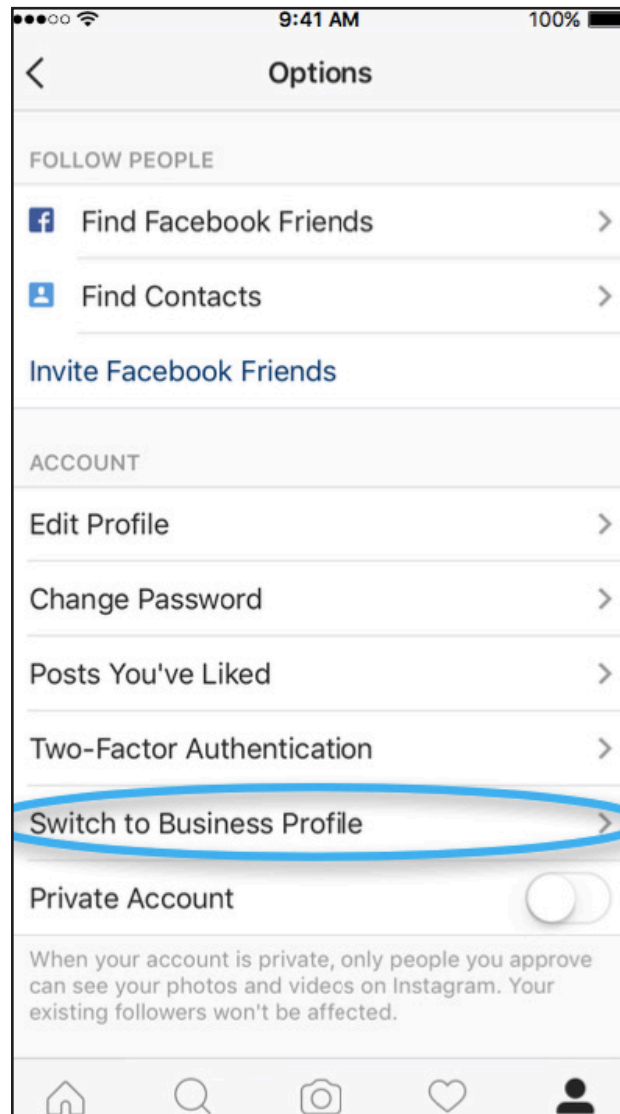 9:41 AM 100%
Options
FOLLOW PEOPLE
Find Facebook Friends
Find Contacts
Invite Facebook Friends
ACCOUNT
Edit Profile
Change Password
Posts You've Liked
Two-Factor Authentication
Switch to Business Profile
Private Account
When your account is private, only people you approve
can see your photos and videos on Instagram. Your
existing followers won't be affected.